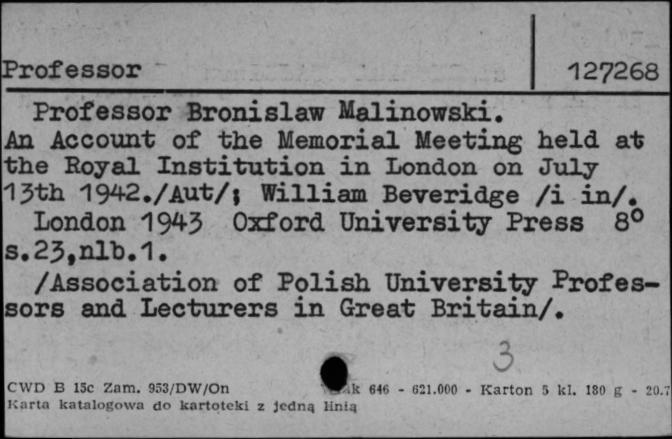 Professor 127268
Professor Bronislaw Malinowski.
An Account of the Memorial Meeting held at
the Royal Institution in London on July
13th 1942./Aut/; William Beveridge /i in/.
London 1943 Oxford University Press 8°
s.23,nlb.1.
/Association of Polish University Profes-
sors and Lecturers in Great Britain/.
3
CWD B 15c Zam. 953/DW/On 646 - 621.000 - Karton 5 kl. 180 g - 20.7
Karta katalogowa do kartoteki z jedną linią